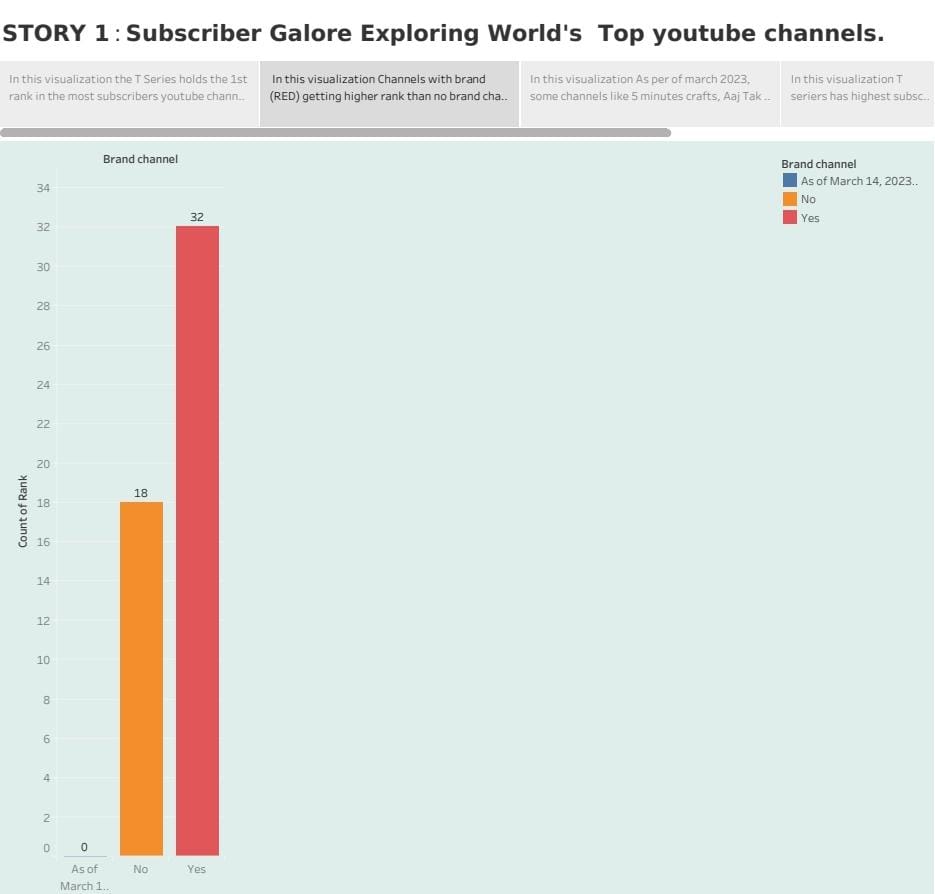 STORY 1 : Subscriber Galore Exploring World's  Top youtube channels.
In this visualization the T Series holds the 1st
rank in the most subscribers youtube chann..
In this visualization Channels with brand
(RED) getting higher rank than no brand cha..
In this visualization As per of march 2023,
some channels like 5 minutes crafts, Aaj Tak ..
In this visualization T
seriers has highest subsc..
Brand channel
34
32
30
28
26
24
22
20
18
16
14
12
10
8
6
4
2
0
Count of Rank
0
18
32
As of
March 1..
No
Yes
Brand channel
As of March 14, 2023..
No
Yes